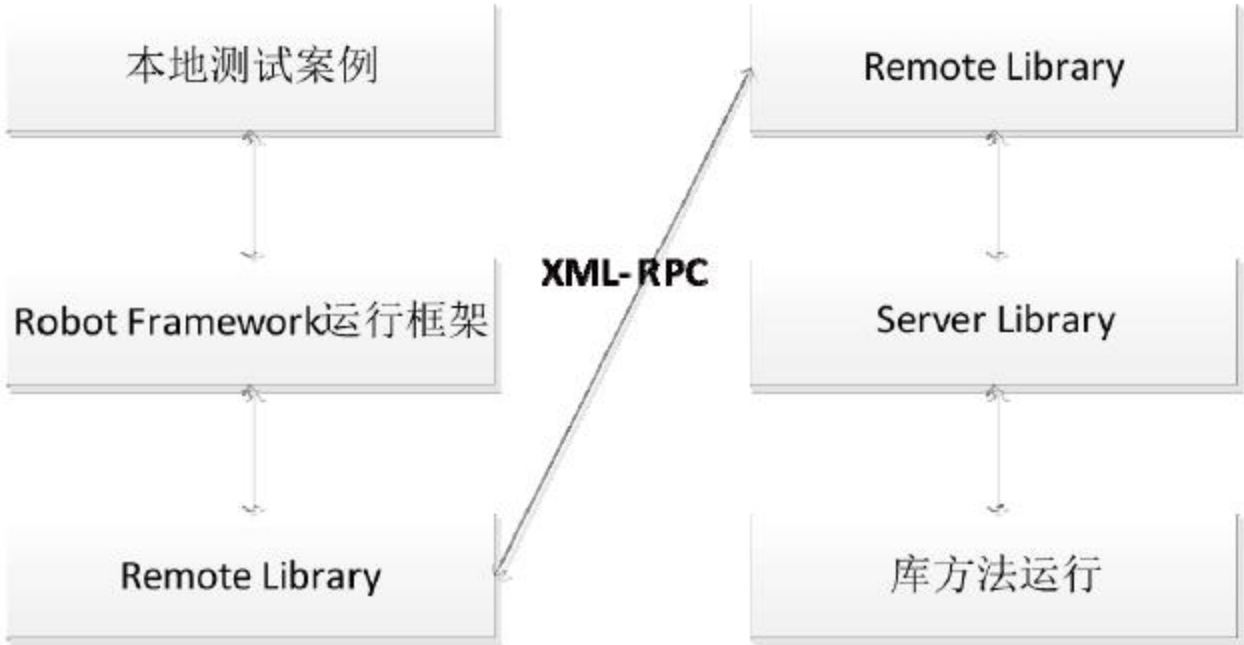 本地测试案例
Robot Framework运行框架
Remote Library
XML-RPC
Remote Library
Server Library
库方法运行